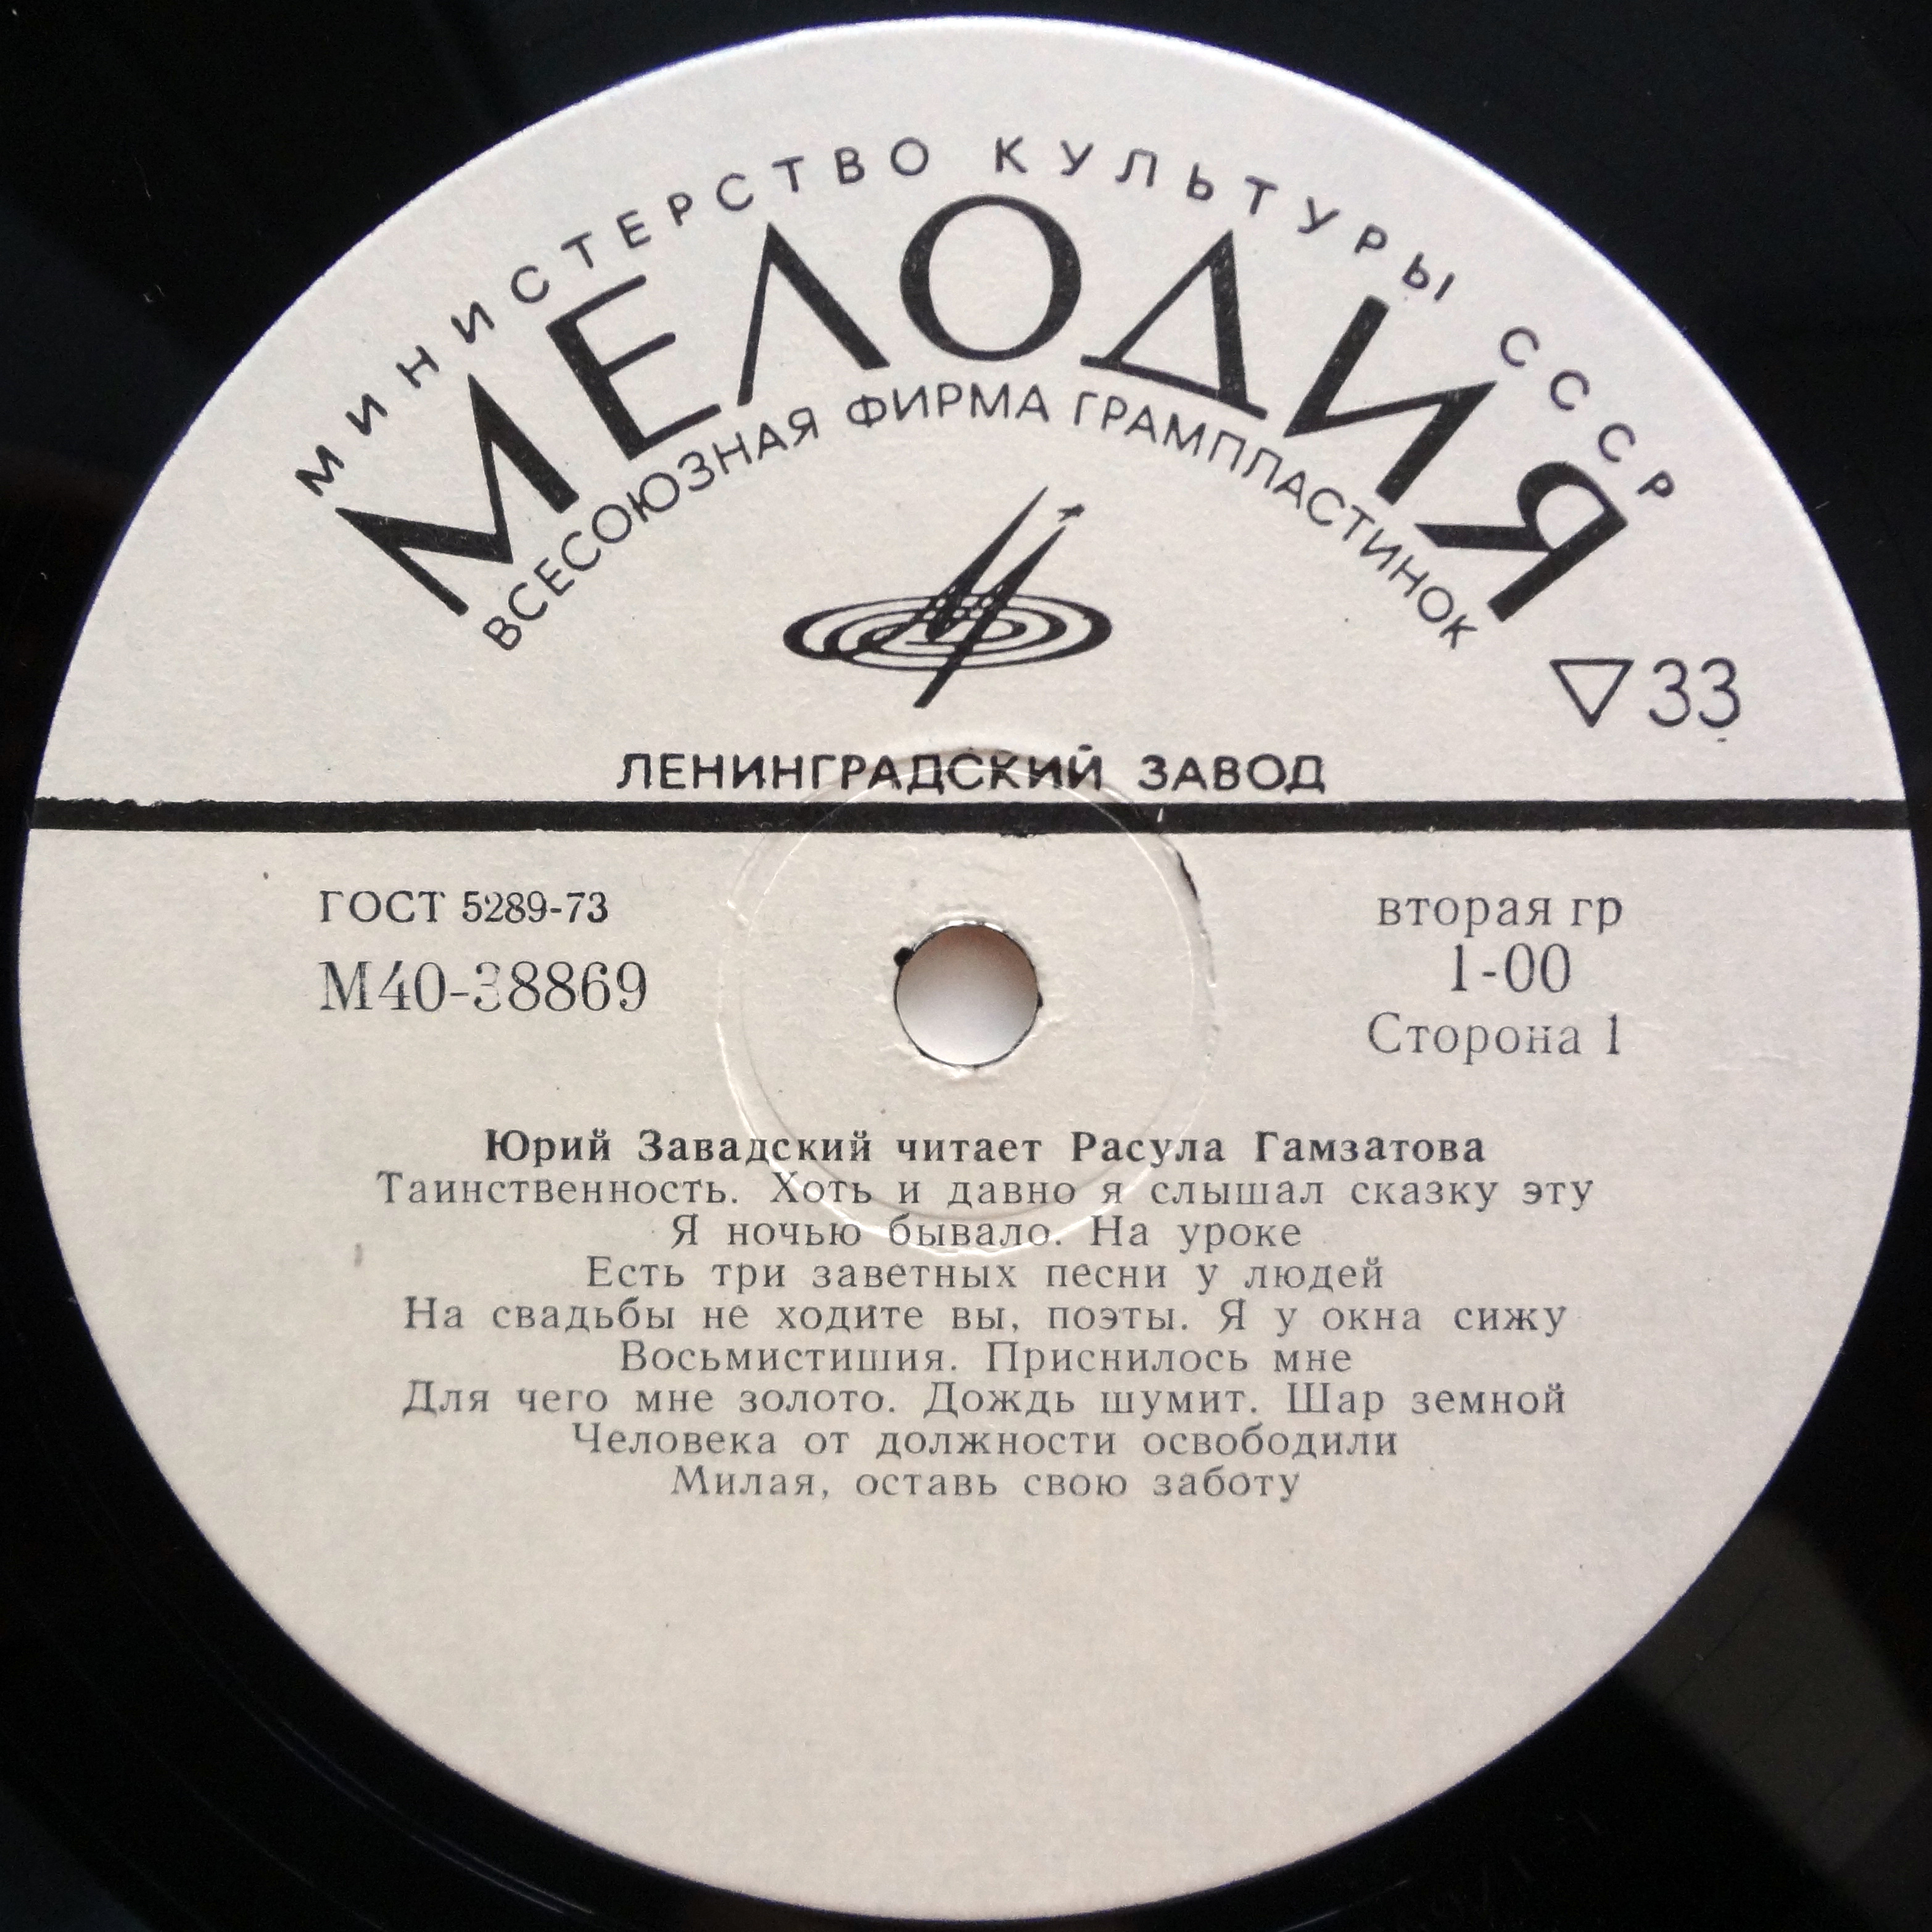 МИНИСТЕРСТВО КУЛЬТУРЫ СССР
МЕЛОДИЯ
ВСЕСОЮЗНАЯ ФИРМА ГРАМПЛАСТИНОК
▽33
ЛЕНИНГРАДСКИЙ ЗАВОД
ГОСТ 5289-73
М40-38869
вторая гр
1-00
Сторона 1
Юрий Завадский читает Расула Гамзатова
Таинственность. Хоть и давно я слышал сказку эту
Я ночью бывало. На уроке
Есть три заветных песни у людей
На свадьбы не ходите вы, поэты. Я у окна сижу
Восьмистишия. Приснилось мне
Для чего мне золото. Дождь шумит. Шар земной
Человека от должности освободили
Милая, оставь свою заботу